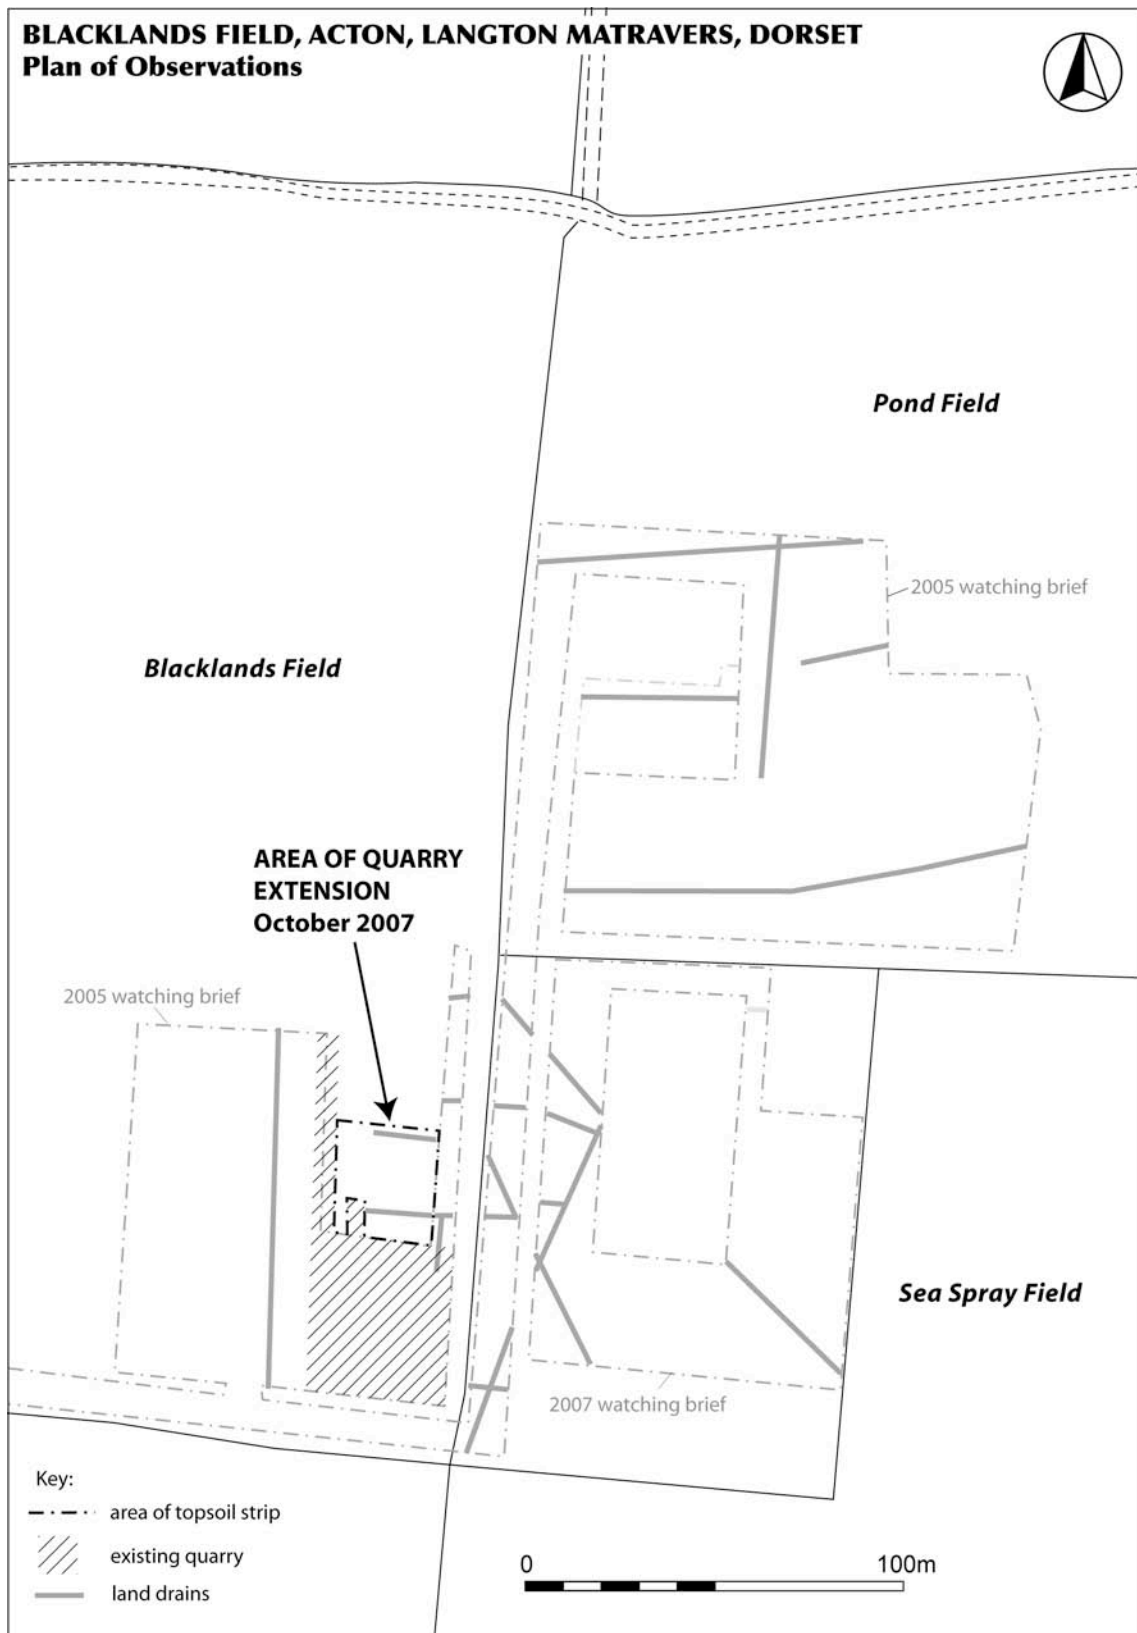 BLACKLANDS FIELD, ACTON, LANGTON MATRAVERS, DORSET
Plan of Observations
Pond Field
2005 watching brief
Blacklands Field
AREA OF QUARRY
EXTENSION
October 2007
2005 watching brief
Sea Spray Field
2007 watching brief
Key:
area of topsoil strip
existing quarry
land drains
0 100m